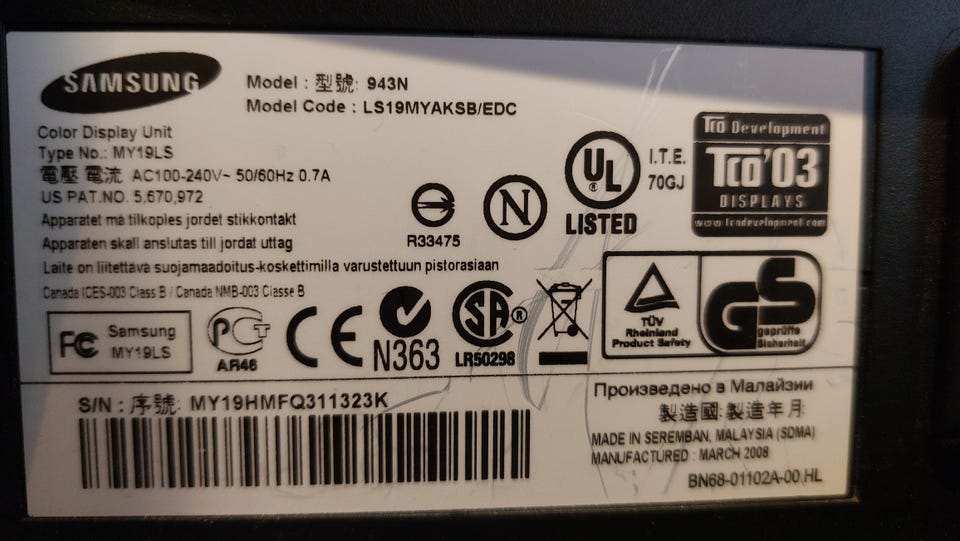 SAMSUNG
Model : 型號: 943N
Model Code : LS19MYAKSB/EDC
Color Display Unit
Type No.: MY19LS
電壓 電流 AC100-240V~ 50/60Hz 0.7A
US PAT.NO. 5,670,972
Apparatet må tilkoples jordet stikkontakt
Apparaten skall anslutas till jordat uttag
Laite on liitettävä suojamaadoitus-koskettimilla varustettuun pistorasiaan
Canada ICES-003 Class B / Canada NMB-003 Classe B
R33475
N
UL
®
LISTED
I.T.E.
70GJ
TCO Development
TCO'03
DISPLAYS
www.tcodevelopment.com
FC
Samsung
MY19LS
РСТ
АЯ46
CE
N363
SA®
LR50298
TÜV
Rheinland
Product Safety
GS
geprüfte
Sicherheit
S/N : 序號: MY19HMFQ311323K
Произведено в Малайзии
製造國:製造年月
MADE IN SEREMBAN, MALAYSIA (SDMA)
MANUFACTURED : MARCH 2008
BN68-01102A-00.HL